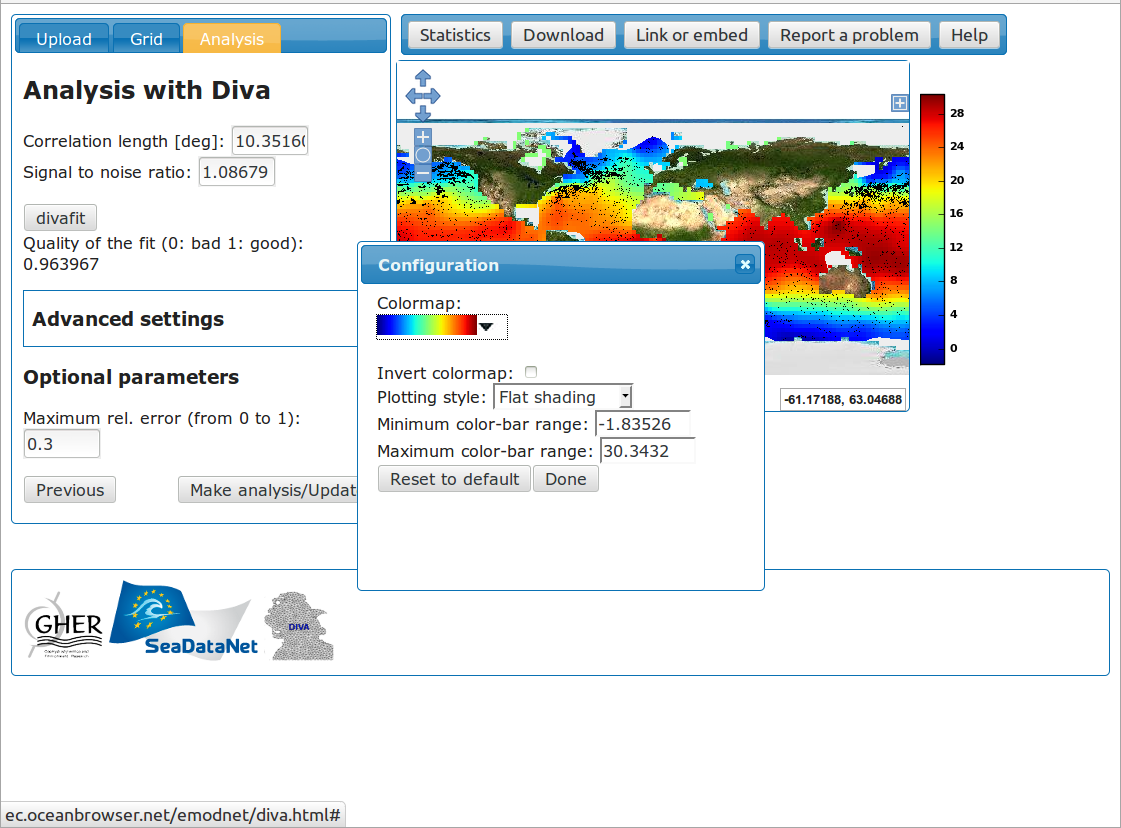 Upload Grid Analysis
Statistics Download Link or embed Report a problem Help
Analysis with Diva
Correlation length [deg]: 10.35160
Signal to noise ratio: 1.08679
divafit
Quality of the fit (0: bad 1: good):
0.963967
Advanced settings
Optional parameters
Maximum rel. error (from 0 to 1):
0.3
Previous Make analysis/Updat
28
24
20
16
12
8
4
0
-61.17188, 63.04688
Configuration
Colormap:
Invert colormap:
Plotting style: Flat shading
Minimum color-bar range: -1.83526
Maximum color-bar range: 30.3432
Reset to default Done
GHER
SeaDataNet
DIVA
ec.oceanbrowser.net/emodnet/diva.html#